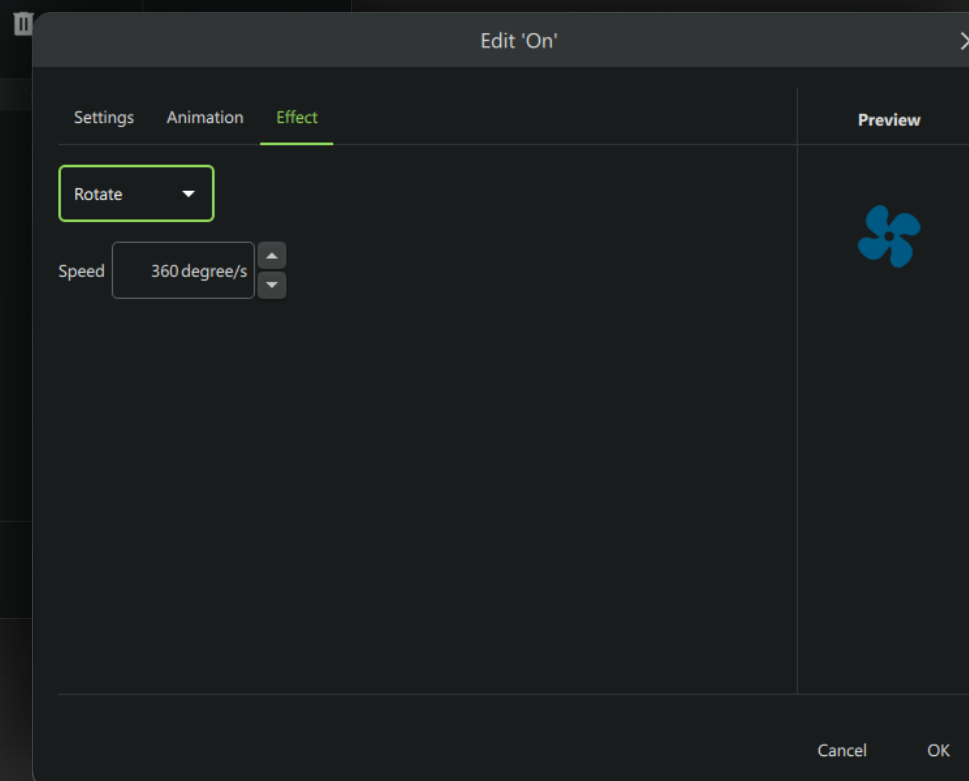 Edit 'On'
Settings Animation Effect
Preview
Rotate
Speed 360 degree/s
Cancel OK